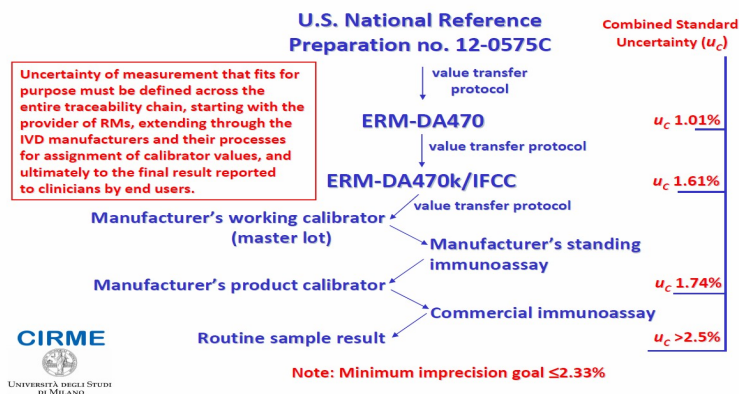 U.S. National Reference
Preparation no. 12-0575C
Combined Standard
Uncertainty (uc)
value transfer
protocol
Uncertainty of measurement that fits for
purpose must be defined across the
entire traceability chain, starting with the
provider of RMs, extending through the
IVD manufacturers and their processes
for assignment of calibrator values, and
ultimately to the final result reported
to clinicians by end users.
ERM-DA470
uc 1.01%
value transfer protocol
ERM-DA470k/IFCC
uc 1.61%
value transfer protocol
Manufacturer's working calibrator
(master lot)
Manufacturer's standing
immunoassay
Manufacturer's product calibrator
uc 1.74%
Commercial immunoassay
Routine sample result
uc >2.5%
CIRME
UNIVERSITÀ DEGLI STUDI
DI MILANO
Note: Minimum imprecision goal ≤2.33%